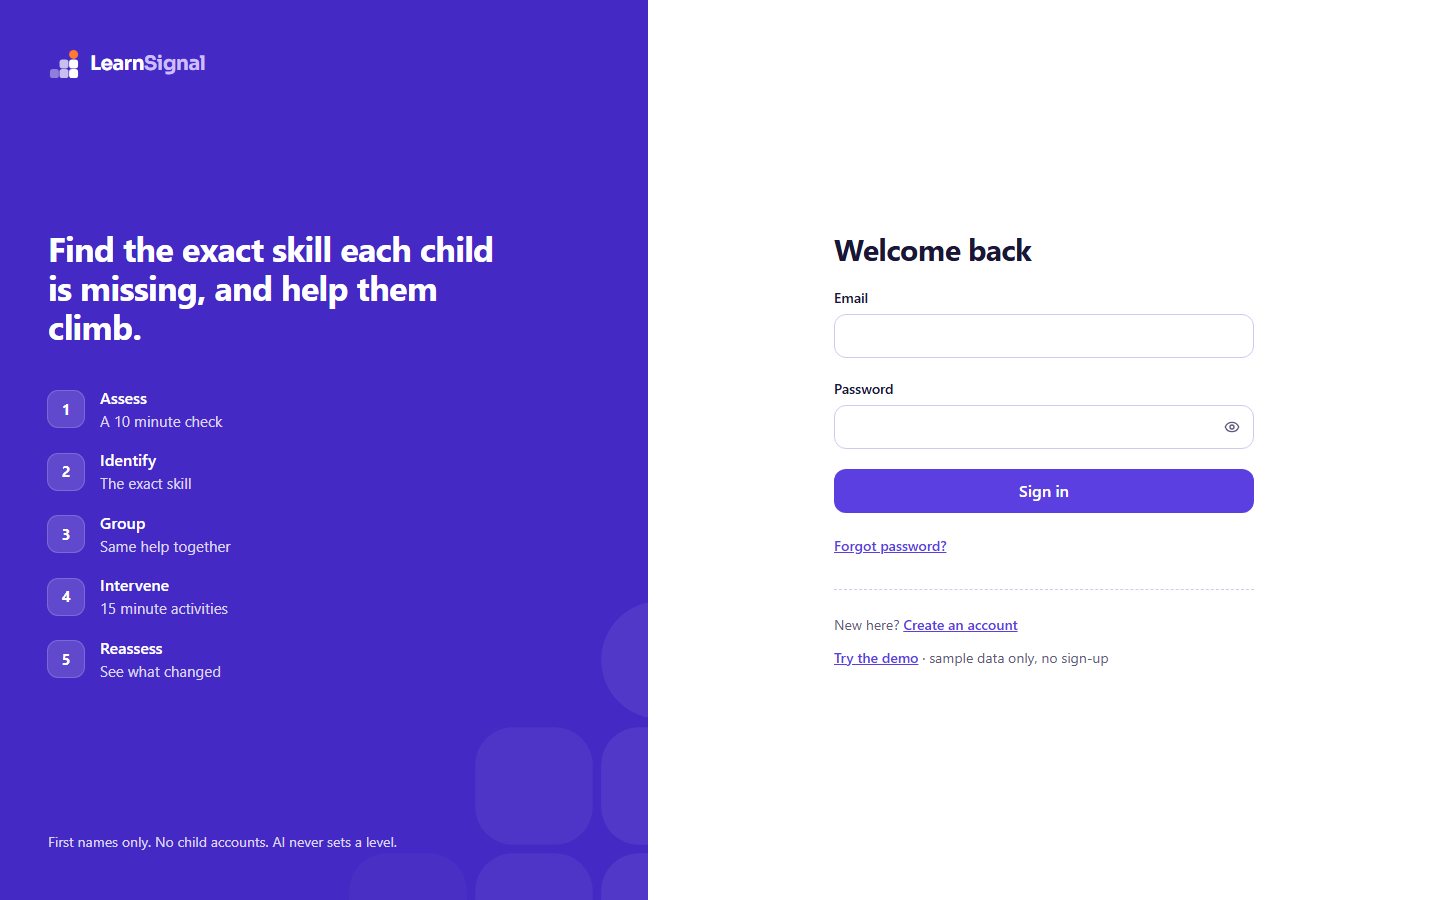 LearnSignal
Find the exact skill each child
is missing, and help them
climb.
1
Assess
A 10 minute check
2
Identify
The exact skill
3
Group
Same help together
4
Intervene
15 minute activities
5
Reassess
See what changed
First names only. No child accounts. AI never sets a level.
Welcome back
Email
Password
Sign in
Forgot password?
New here? Create an account
Try the demo · sample data only, no sign-up